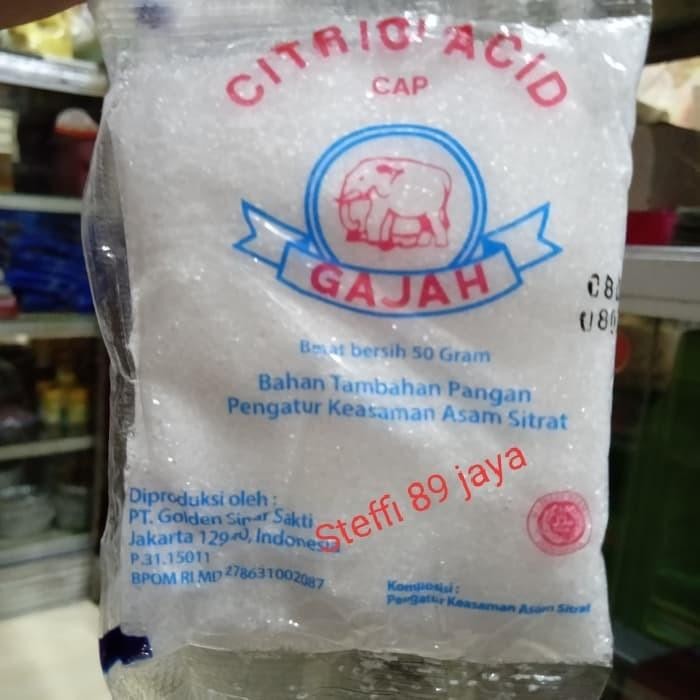 CITRIC ACID
CAP
GAJAH
Berat bersih 50 Gram
Bahan Tambahan Pangan
Pengatur Keasaman Asam Sitrat
Steffi 89 jaya
Diproduksi oleh :
PT. Golden Sinar Sakti
Jakarta Indonesia
P.31.15011
BPOM RI MD 278631002087
Komposisi :
Pengatur Keasaman Asam Sitrat